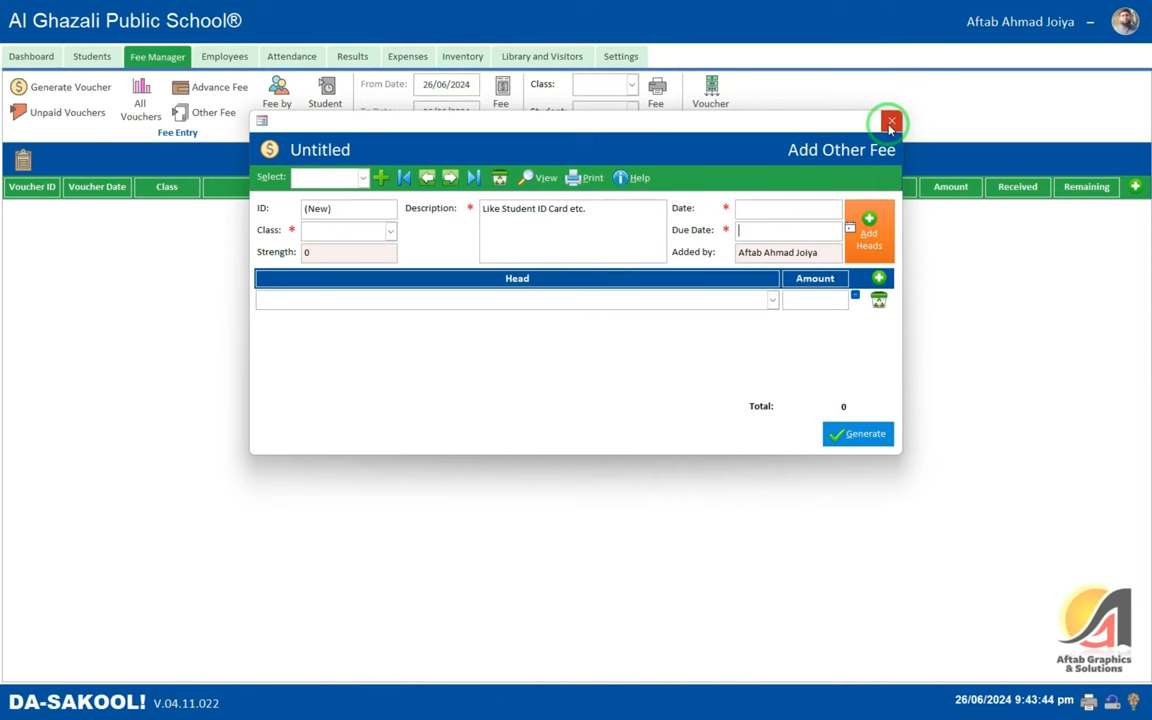 Al Ghazali Public School®
Aftab Ahmad Joiya
Dashboard Students Fee Manager Employees Attendance Results Expenses Inventory Library and Visitors Settings
Generate Voucher
Unpaid Vouchers
All Vouchers
Advance Fee
Other Fee
Fee by
Student
From Date: 26/06/2024
Fee
Class:
Fee
Voucher
Fee Entry
Untitled
Add Other Fee
Select: View Print Help
ID: (New) Description: * Like Student ID Card etc. Date: *
Class: * Due Date: *
Strength: 0 Added by: Aftab Ahmad Joiya
Add Heads
Head Amount
Total: 0
Generate
Voucher ID Voucher Date Class Amount Received Remaining
Aftab Graphics
& Solutions
DA-SAKOOL! V.04.11.022
26/06/2024 9:43:44 pm